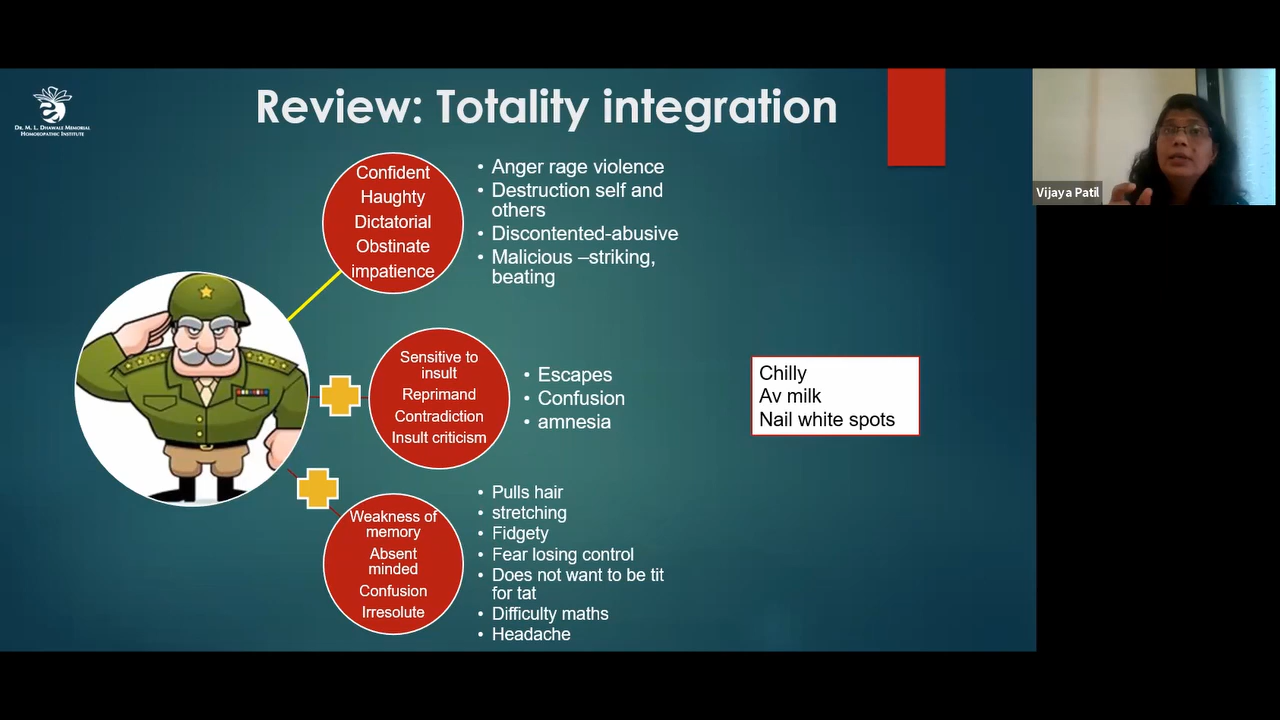 Review: Totality integration
DR. M. L. DHAWALE MEMORIAL
HOMOEOPATHIC INSTITUTE
Vijaya Patil
Confident
Haughty
Dictatorial
Obstinate
impatience
• Anger rage violence
• Destruction self and
others
• Discontented-abusive
• Malicious –striking,
beating
Sensitive to
insult
Reprimand
Contradiction
Insult criticism
• Escapes
• Confusion
• amnesia
Chilly
Av milk
Nail white spots
Weakness of
memory
Absent
minded
Confusion
Irresolute
• Pulls hair
• stretching
• Fidgety
• Fear losing control
• Does not want to be tit
for tat
• Difficulty maths
• Headache